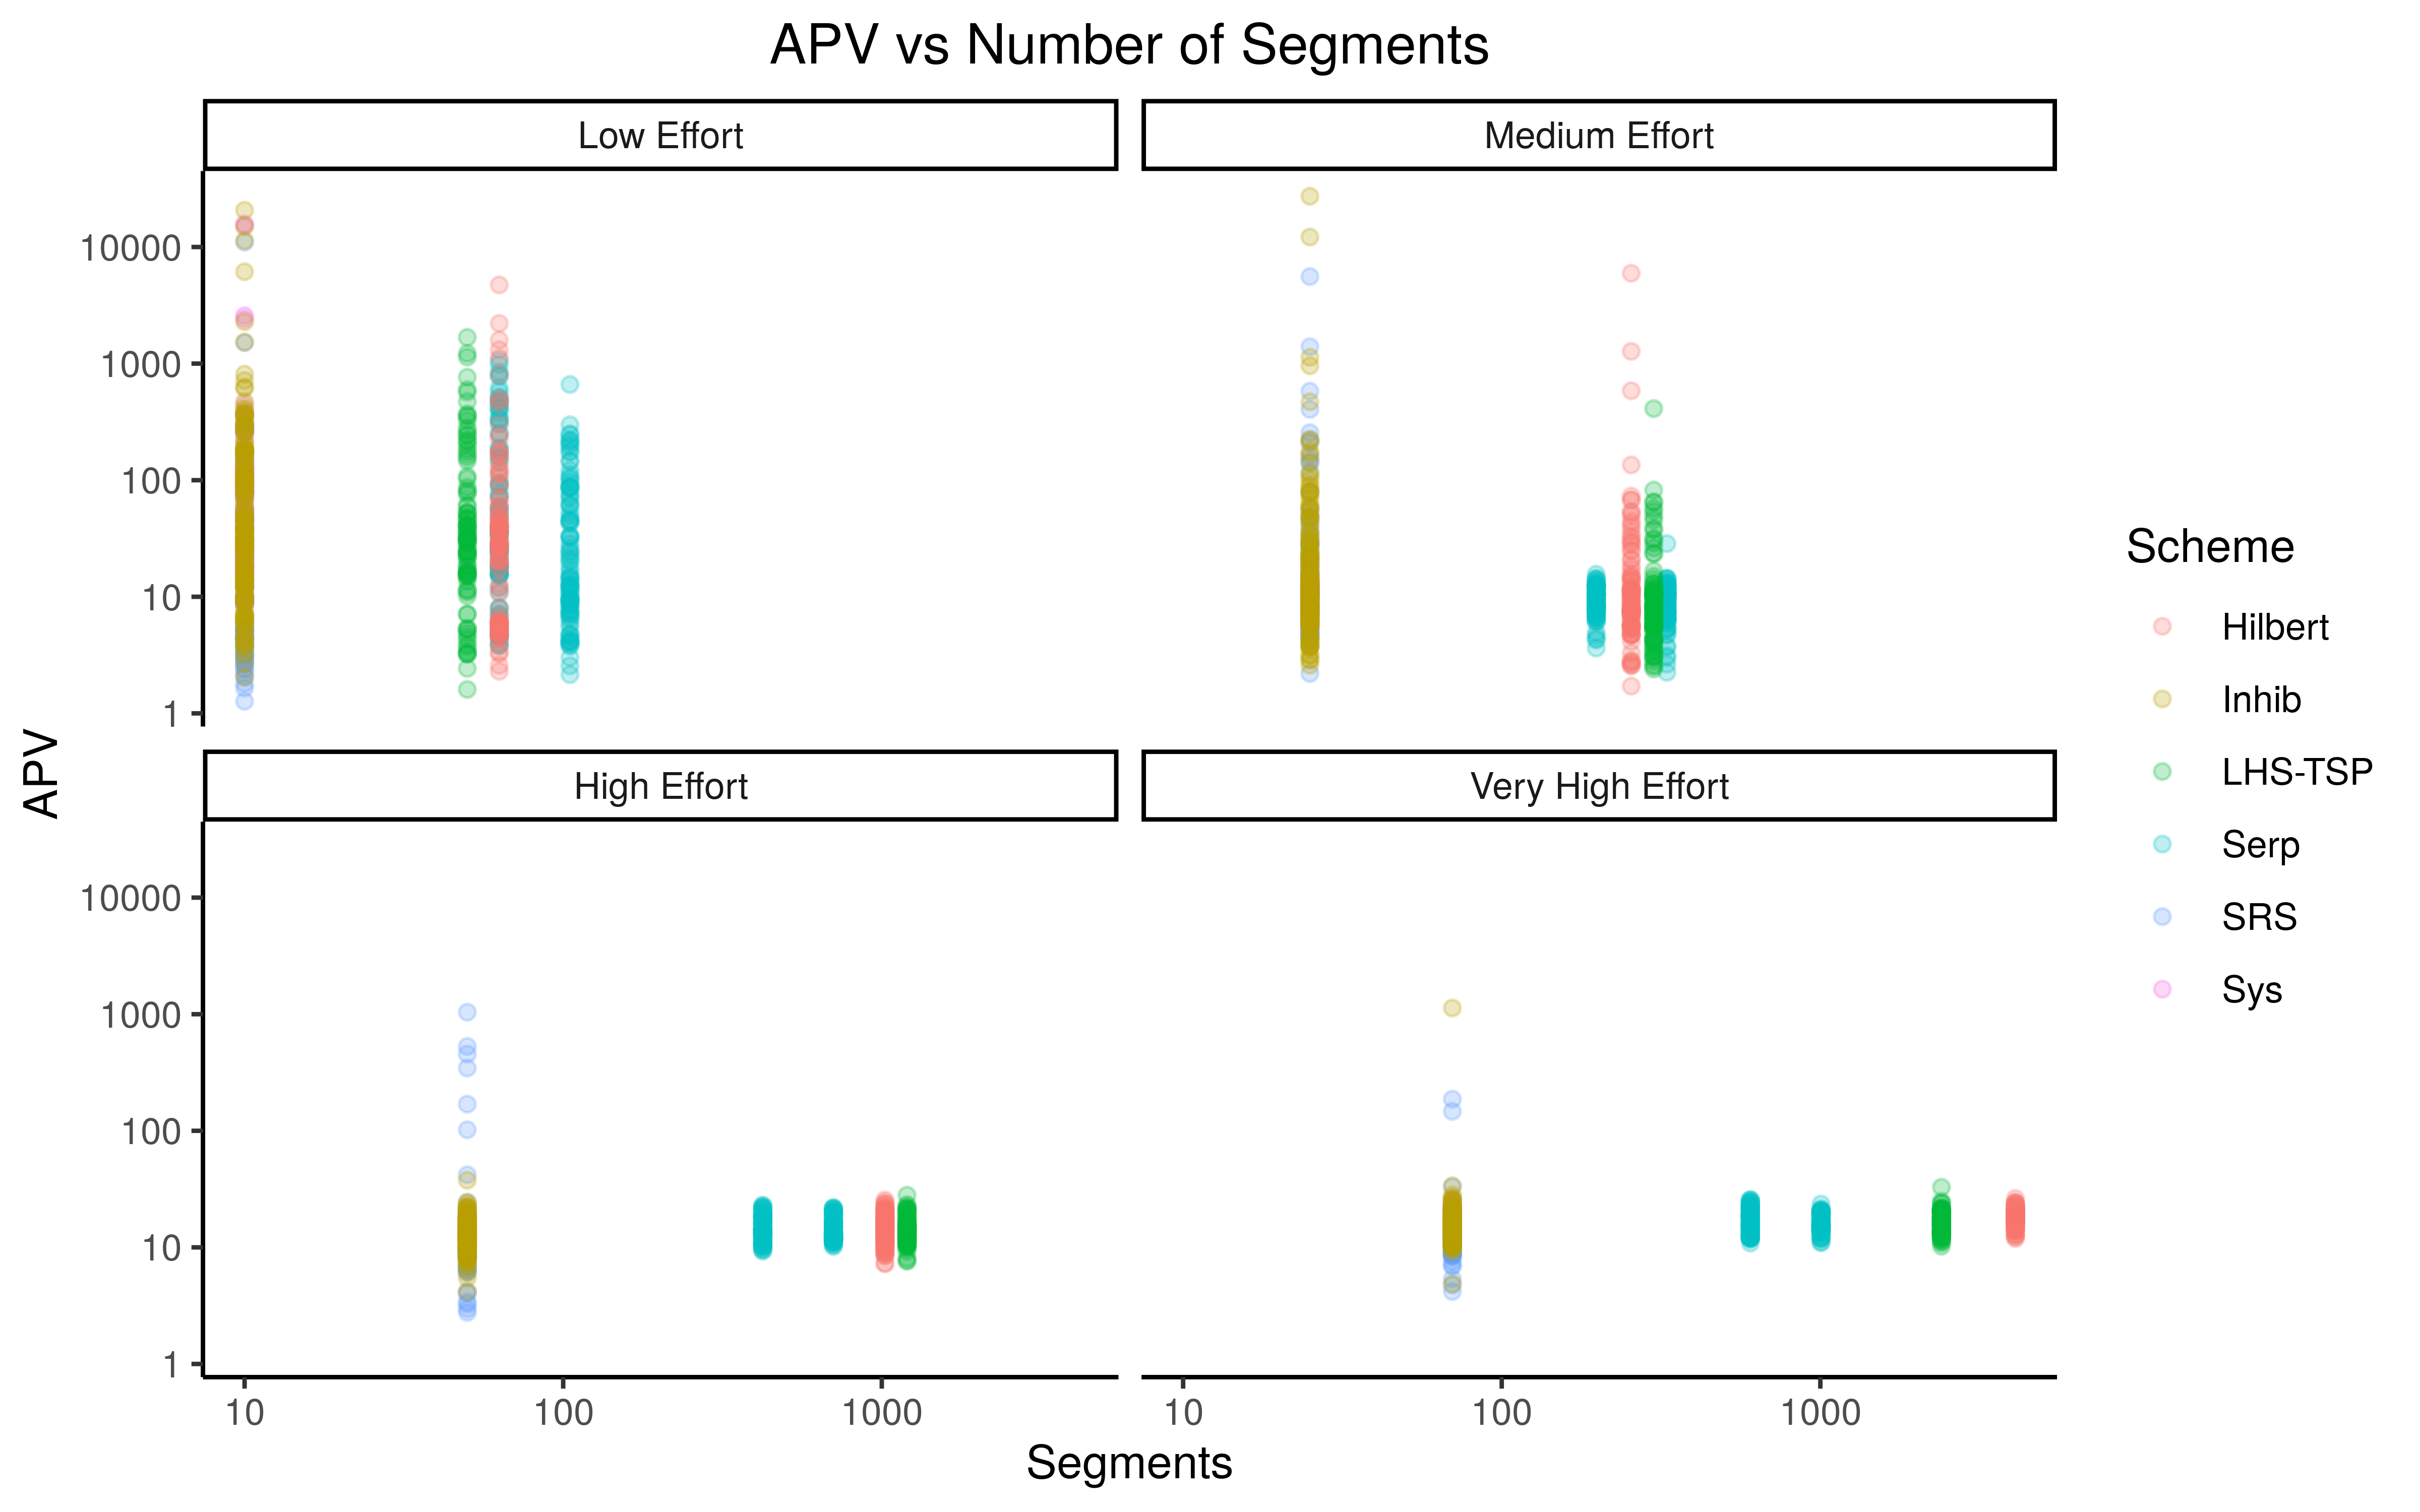 APV vs Number of Segments
Low Effort
Medium Effort
10000
1000
100
10
1
High Effort
Very High Effort
10000
1000
100
10
1
10
100
1000
10
100
1000
Segments
APV
Scheme
Hilbert
Inhib
LHS-TSP
Serp
SRS
Sys